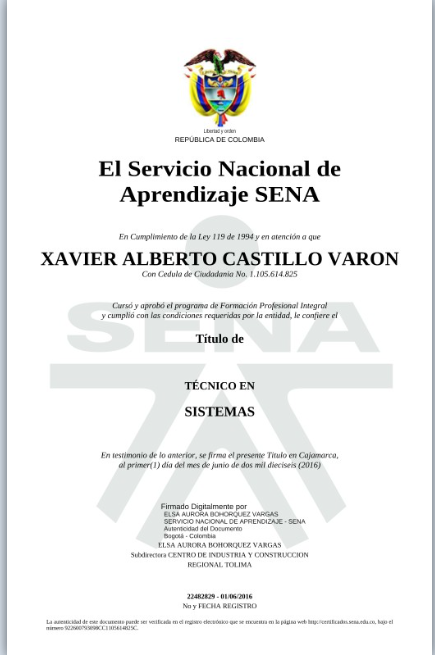 Libertad y orden
REPÚBLICA DE COLOMBIA
El Servicio Nacional de
Aprendizaje SENA
En Cumplimiento de la Ley 119 de 1994 y en atención a que
XAVIER ALBERTO CASTILLO VARON
Con Cedula de Ciudadania No. 1.105.614.825
Cursó y aprobó el programa de Formación Profesional Integral
y cumplió con las condiciones requeridas por la entidad, le confiere el
SENA
Título de
TÉCNICO EN
SISTEMAS
En testimonio de lo anterior, se firma el presente Título en Cajamarca,
al primer(1) día del mes de junio de dos mil dieciseis (2016)
Firmado Digitalmente por
ELSA AURORA BOHORQUEZ VARGAS
SERVICIO NACIONAL DE APRENDIZAJE - SENA
Autenticidad del Documento
Bogotá - Colombia
ELSA AURORA BOHORQUEZ VARGAS
Subdirectora CENTRO DE INDUSTRIA Y CONSTRUCCION
REGIONAL TOLIMA
22482829 - 01/06/2016
No y FECHA REGISTRO
La autenticidad de este documento puede ser verificada en el registro electrónico que se encuentra en la página web http://certificados.sena.edu.co, bajo el
número